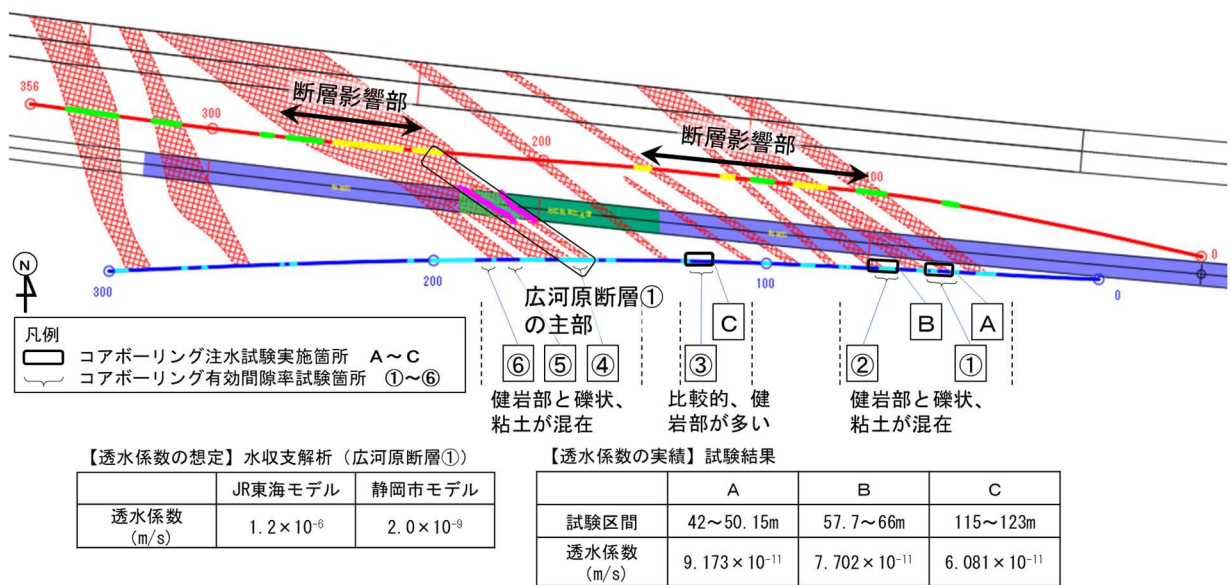 断層影響部
断層影響部
356
300
200
100
0
300
200
100
0
N
広河原断層①
の主部
C
B
A
⑥
⑤
④
③
②
①
健岩部と礫状、
粘土が混在
比較的、健
岩部が多い
健岩部と礫状、
粘土が混在
凡例
コアボーリング注水試験実施箇所 A～C
コアボーリング有効間隙率試験箇所 ①～⑥
【透水係数の想定】水収支解析（広河原断層①）
JR東海モデル 静岡市モデル
透水係数
(m/s)
1.2×10⁻⁶ 2.0×10⁻⁹
【透水係数の実績】試験結果
A B C
試験区間 42～50.15m 57.7～66m 115～123m
透水係数
(m/s)
9.173×10⁻¹¹ 7.702×10⁻¹¹ 6.081×10⁻¹¹